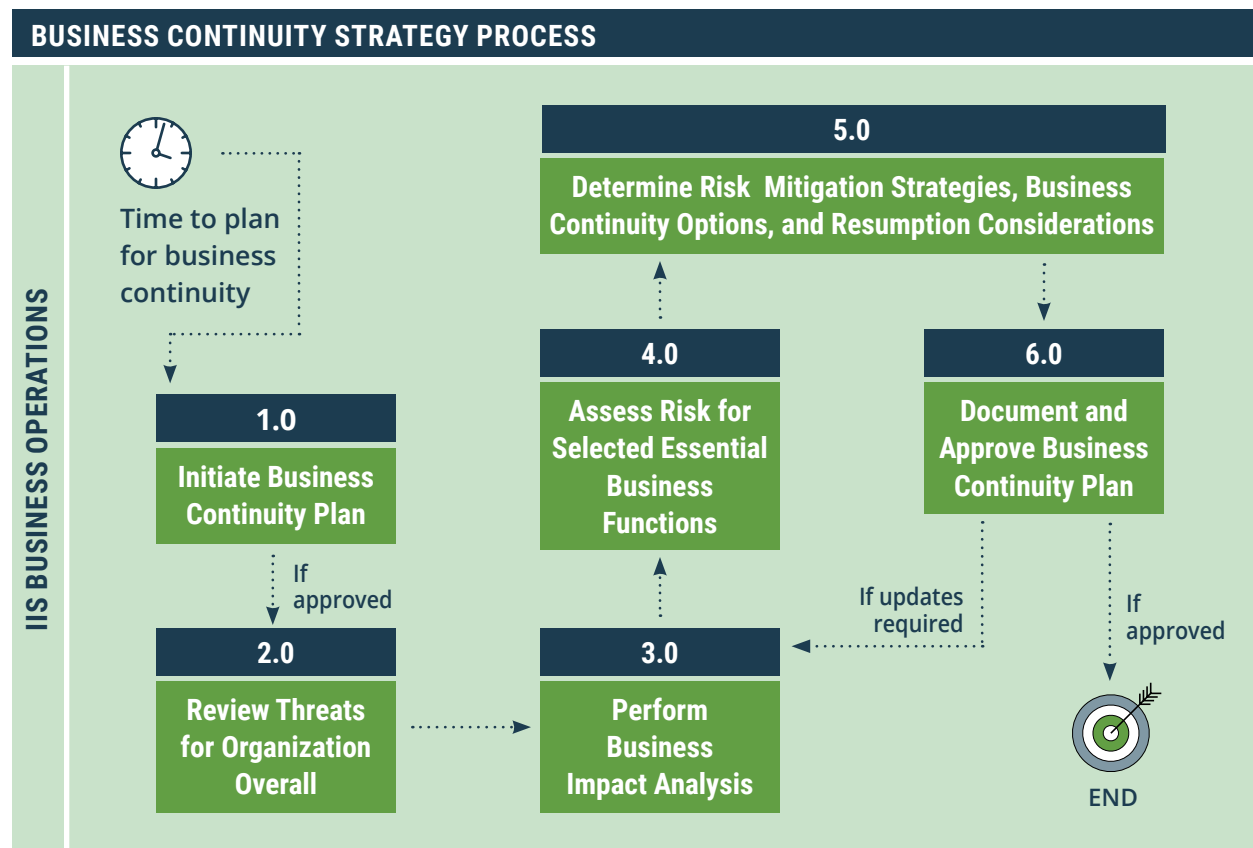 BUSINESS CONTINUITY STRATEGY PROCESS
IIS BUSINESS OPERATIONS
Time to plan
for business
continuity
1.0
Initiate Business
Continuity Plan
If
approved
2.0
Review Threats
for Organization
Overall
3.0
Perform
Business
Impact Analysis
4.0
Assess Risk for
Selected Essential
Business
Functions
5.0
Determine Risk  Mitigation Strategies, Business
Continuity Options, and Resumption Considerations
6.0
Document and
Approve Business
Continuity Plan
If updates
required
If
approved
END